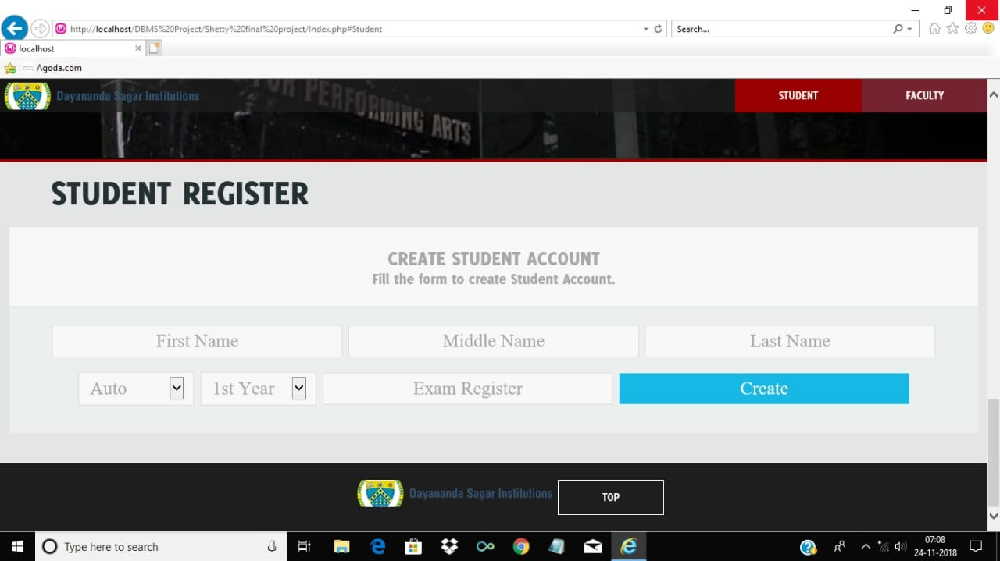 http://localhost/DBMS%20Project/Shetty%20final%20project/Index.php#Student
Search...
localhost
Agoda.com
Dayananda Sagar Institutions
STUDENT
FACULTY
FOR PERFORMING ARTS
STUDENT REGISTER
CREATE STUDENT ACCOUNT
Fill the form to create Student Account.
First Name
Middle Name
Last Name
Auto
1st Year
Exam Register
Create
Dayananda Sagar Institutions
TOP
Type here to search
07:08
24-11-2018